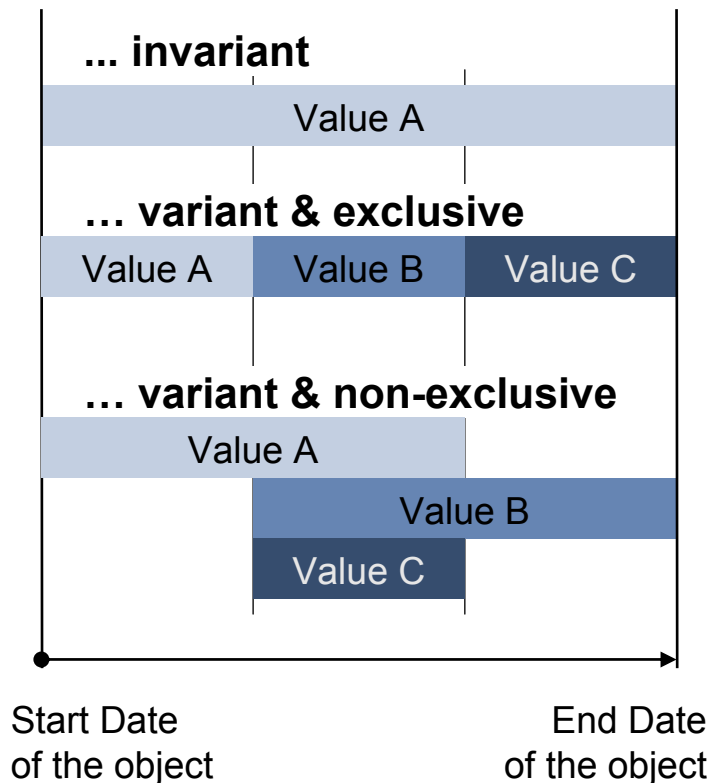 ... invariant
Value A
… variant & exclusive
Value A Value B Value C
… variant & non-exclusive
Value A
Value B
Value C
Start Date End Date
of the object of the object